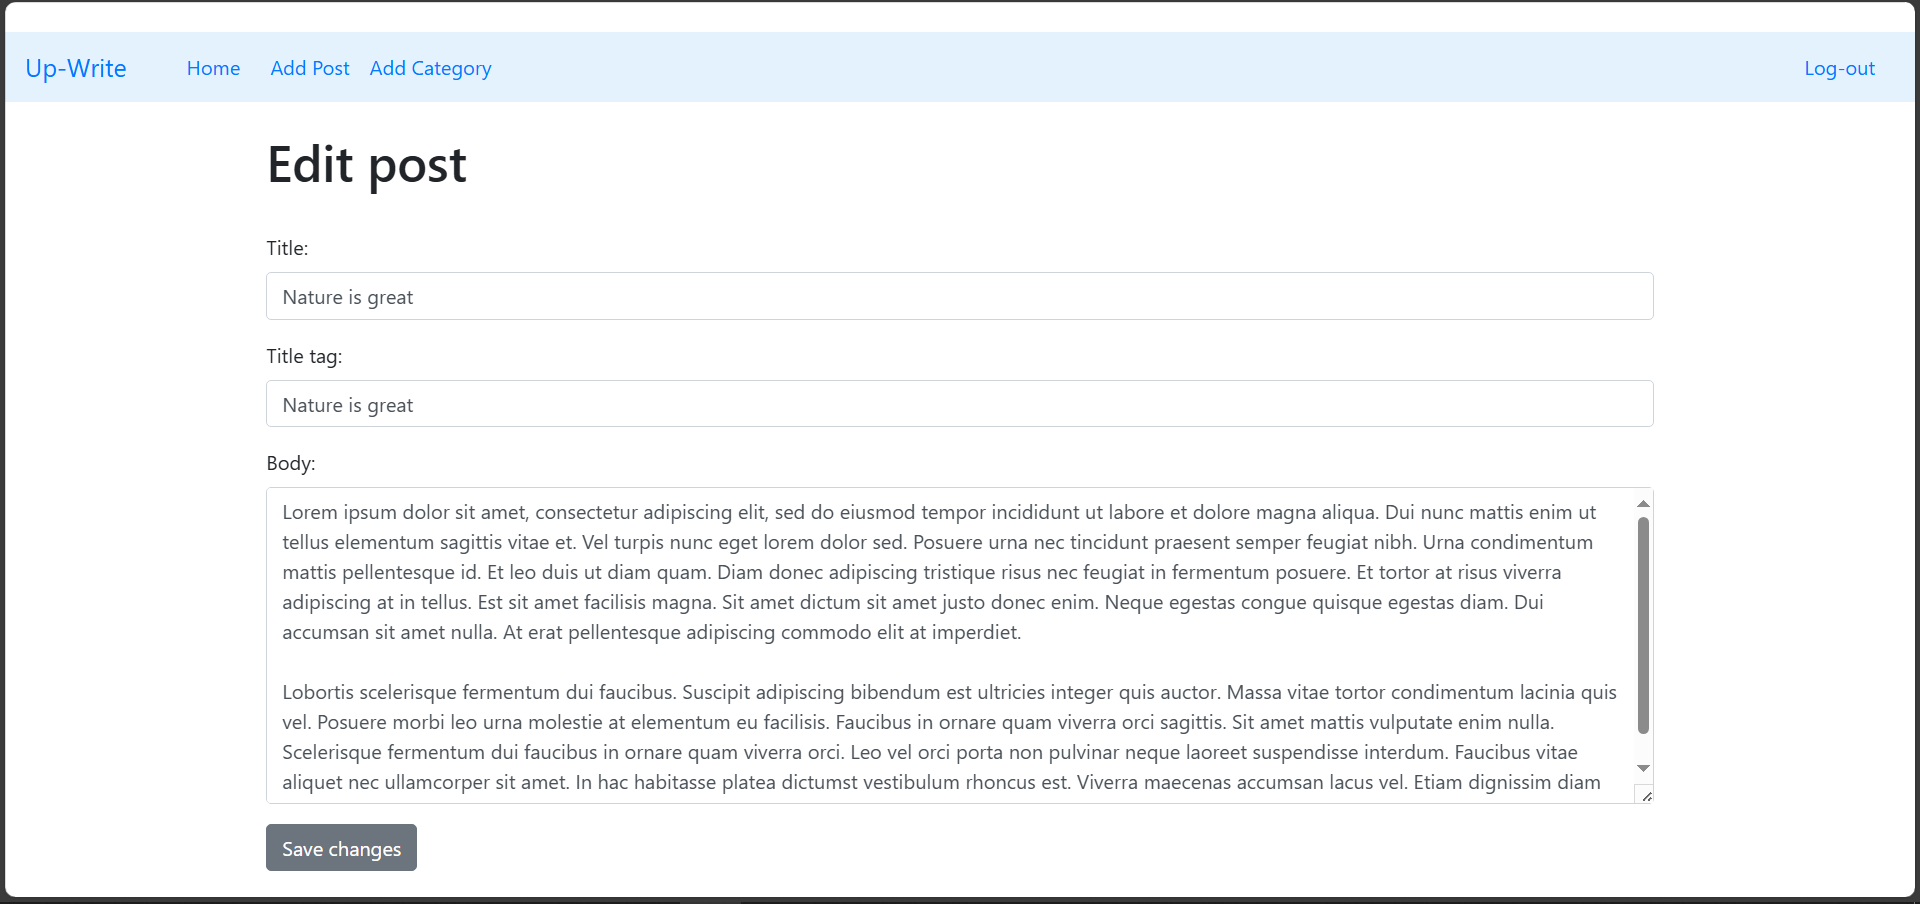 Up-Write Home Add Post Add Category Log-out
Edit post
Title:
Nature is great
Title tag:
Nature is great
Body:
Lorem ipsum dolor sit amet, consectetur adipiscing elit, sed do eiusmod tempor incididunt ut labore et dolore magna aliqua. Dui nunc mattis enim ut
tellus elementum sagittis vitae et. Vel turpis nunc eget lorem dolor sed. Posuere urna nec tincidunt praesent semper feugiat nibh. Urna condimentum
mattis pellentesque id. Et leo duis ut diam quam. Diam donec adipiscing tristique risus nec feugiat in fermentum posuere. Et tortor at risus viverra
adipiscing at in tellus. Est sit amet facilisis magna. Sit amet dictum sit amet justo donec enim. Neque egestas congue quisque egestas diam. Dui
accumsan sit amet nulla. At erat pellentesque adipiscing commodo elit at imperdiet.
Lobortis scelerisque fermentum dui faucibus. Suscipit adipiscing bibendum est ultricies integer quis auctor. Massa vitae tortor condimentum lacinia quis
vel. Posuere morbi leo urna molestie at elementum eu facilisis. Faucibus in ornare quam viverra orci sagittis. Sit amet mattis vulputate enim nulla.
Scelerisque fermentum dui faucibus in ornare quam viverra orci. Leo vel orci porta non pulvinar neque laoreet suspendisse interdum. Faucibus vitae
aliquet nec ullamcorper sit amet. In hac habitasse platea dictumst vestibulum rhoncus est. Viverra maecenas accumsan lacus vel. Etiam dignissim diam
Save changes